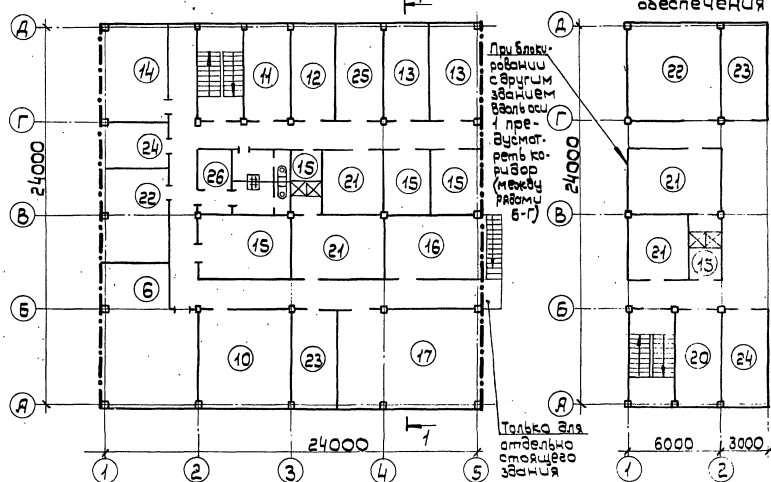 обеспечения
1
Д
14
11
12
25
13
13
Г
24
26
15
21
15
15
22
В
15
21
16
6
Б
10
23
17
А
24000
24000
1
1
2
3
4
5
При блоки-
ровании
с другим
зданием
вдоль оси
1 пре-
дусмот-
реть ко-
ридор
(между
рядами
Б-Г)
Только для
отдельно
стоящего
здания
Д
22
23
Г
21
В
21
15
Б
20
24
А
24000
6000
3000
1
2